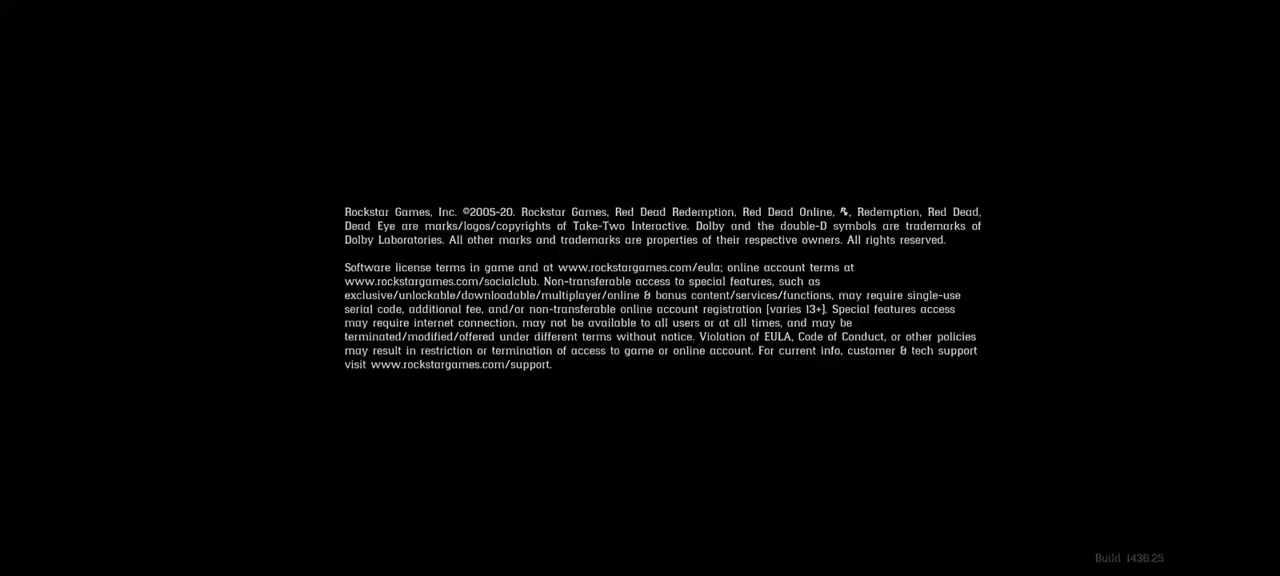 Rockstar Games, Inc. ©2005-20. Rockstar Games, Red Dead Redemption, Red Dead Online, R★, Redemption, Red Dead,
Dead Eye are marks/logos/copyrights of Take-Two Interactive. Dolby and the double-D symbols are trademarks of
Dolby Laboratories. All other marks and trademarks are properties of their respective owners. All rights reserved.
Software license terms in game and at www.rockstargames.com/eula; online account terms at
www.rockstargames.com/socialclub. Non-transferable access to special features, such as
exclusive/unlockable/downloadable/multiplayer/online & bonus content/services/functions, may require single-use
serial code, additional fee, and/or non-transferable online account registration [varies 13+]. Special features access
may require internet connection, may not be available to all users or at all times, and may be
terminated/modified/offered under different terms without notice. Violation of EULA, Code of Conduct, or other policies
may result in restriction or termination of access to game or online account. For current info, customer & tech support
visit www.rockstargames.com/support.
Build 1436.25